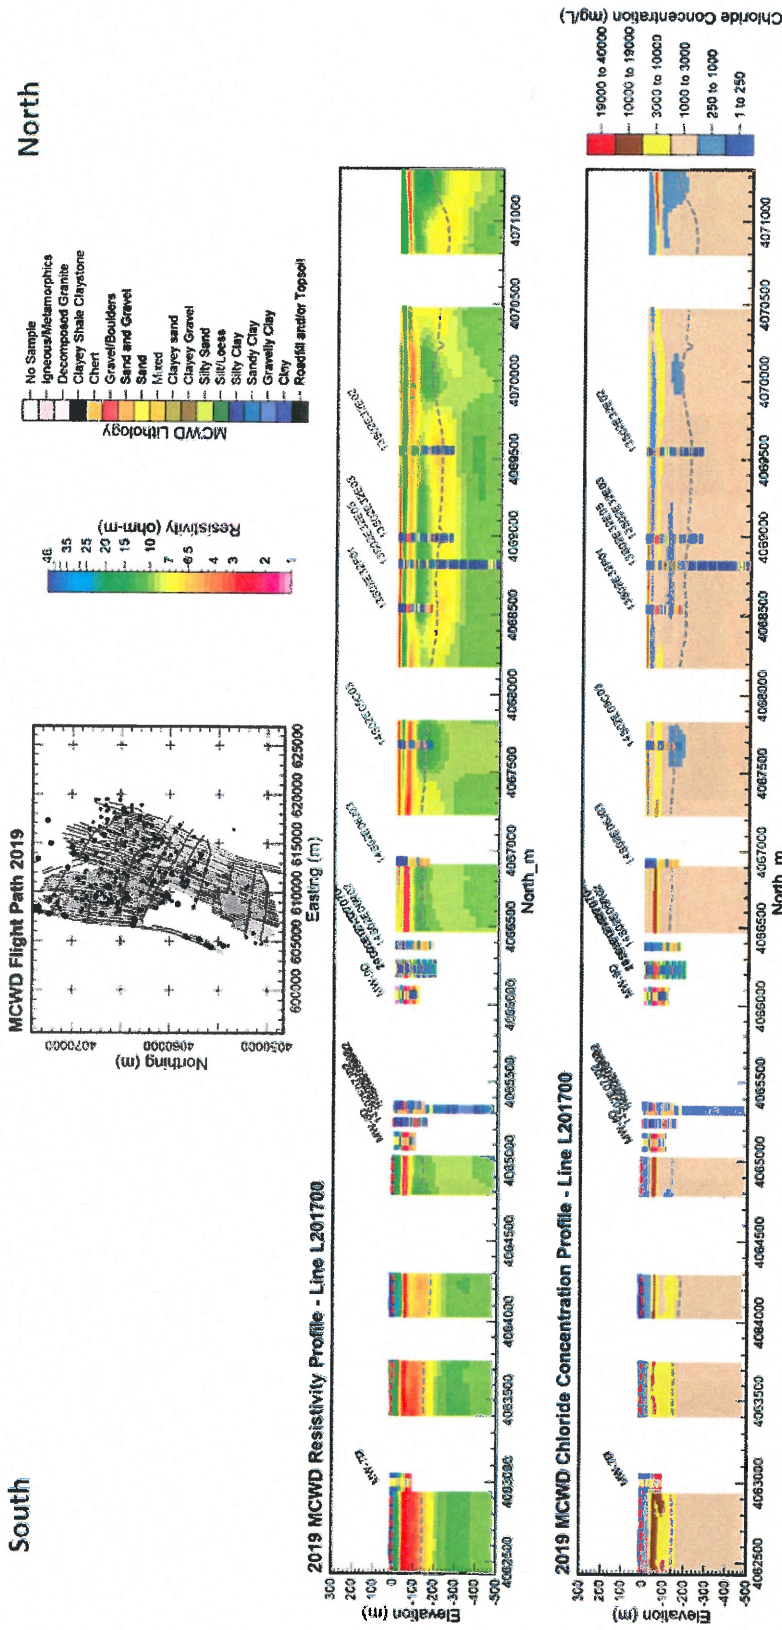 South
North
MCWD Flight Path 2019
Northing (m)
4070000
4060000
4050000
600000 605000 610000 615000 620000 625000
Easting (m)
Resistivity (ohm-m)
46
35
25
20
15
10
7
4
3
2
1
MCWD Lithology
No Sample
Igneous/Metamorphics
Decomposed Granite
Clayey Shale Claystone
Chert
Gravel/Boulders
Sand and Gravel
Sand
Mixed
Clayey sand
Clayey Gravel
Silty Sand
Silt/Loess
Silty Clay
Sandy Clay
Gravelly Clay
Clay
Roadfill and/or Topsoil
2019 MCWD Resistivity Profile - Line L201700
Elevation (m)
300
200
100
0
-100
-200
-300
-400
-500
MW-7D
4062500 4063000 4063500 4064000 4064500 4065000 4065500 4066000 4066500 4067000 4067500 4068000 4068500 4069000 4069500 4070000 4070500 4071000
North_m
2019 MCWD Chloride Concentration Profile - Line L201700
Elevation (m)
300
200
100
0
-100
-200
-300
-400
-500
MW-7D
4062500 4063000 4063500 4064000 4064500 4065000 4065500 4066000 4066500 4067000 4067500 4068000 4068500 4069000 4069500 4070000 4070500 4071000
North_m
Chloride Concentration (mg/L)
19000 to 40000
10000 to 19000
3000 to 10000
1000 to 3000
250 to 1000
1 to 250